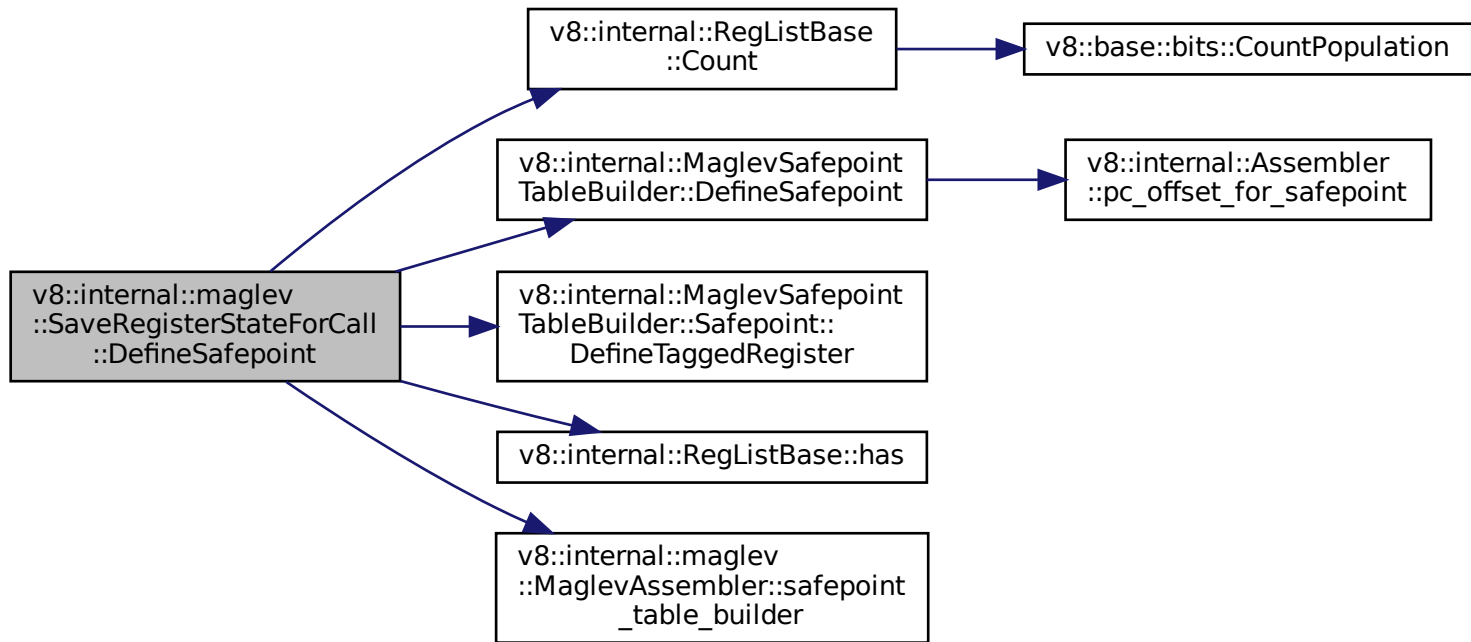 v8::internal::RegListBase
::Count
v8::base::bits::CountPopulation
v8::internal::MaglevSafepoint
TableBuilder::DefineSafepoint
v8::internal::Assembler
::pc_offset_for_safepoint
v8::internal::maglev
::SaveRegisterStateForCall
::DefineSafepoint
v8::internal::MaglevSafepoint
TableBuilder::Safepoint::
DefineTaggedRegister
v8::internal::RegListBase::has
v8::internal::maglev
::MaglevAssembler::safepoint
_table_builder